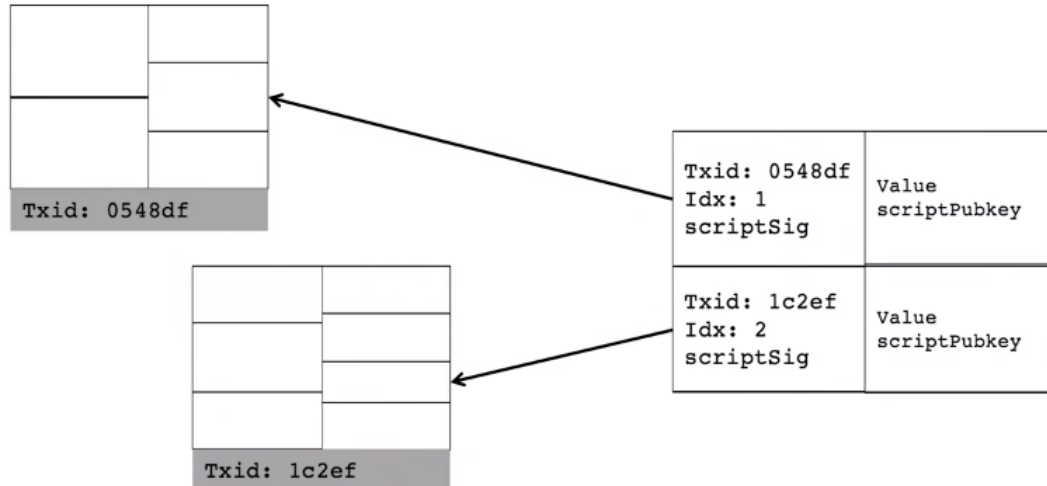 Txid: 0548df
Txid: 0548df
Idx: 1
scriptSig
Value
scriptPubkey
Txid: 1c2ef
Idx: 2
scriptSig
Value
scriptPubkey
Txid: 1c2ef